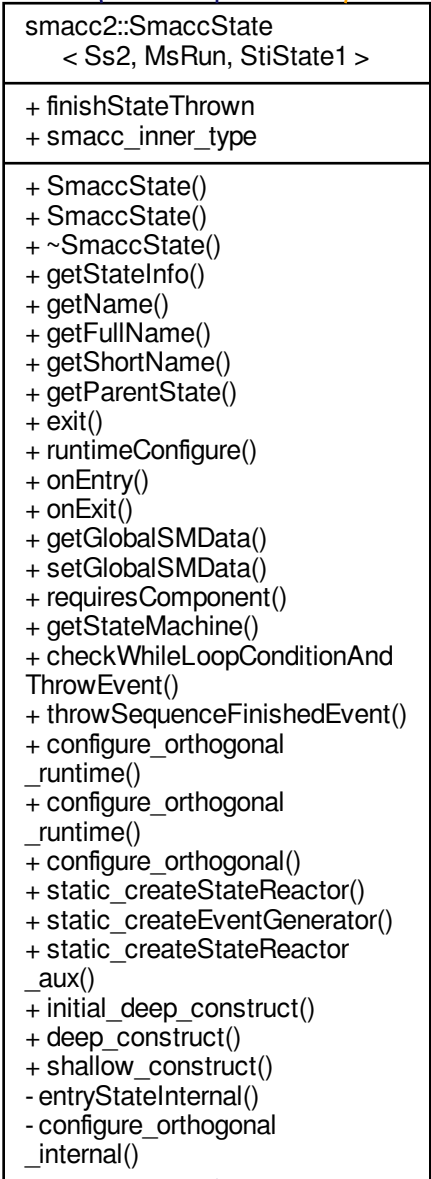 smacc2::SmaccState
< Ss2, MsRun, StiState1 >
+ finishStateThrown
+ smacc_inner_type
+ SmaccState()
+ SmaccState()
+ ~SmaccState()
+ getStateInfo()
+ getName()
+ getFullName()
+ getShortName()
+ getParentState()
+ exit()
+ runtimeConfigure()
+ onEntry()
+ onExit()
+ getGlobalSMData()
+ setGlobalSMData()
+ requiresComponent()
+ getStateMachine()
+ checkWhileLoopConditionAnd
ThrowEvent()
+ throwSequenceFinishedEvent()
+ configure_orthogonal
_runtime()
+ configure_orthogonal
_runtime()
+ configure_orthogonal()
+ static_createStateReactor()
+ static_createEventGenerator()
+ static_createStateReactor
_aux()
+ initial_deep_construct()
+ deep_construct()
+ shallow_construct()
- entryStateInternal()
- configure_orthogonal
_internal()